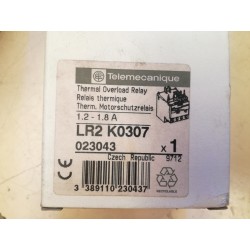 Telemecanique
Thermal Overload Relay
Relais thermique
Therm. Motorschutzrelais
1.2 - 1.8 A
LR2 K0307
023043
x 1
Czech Republic 9712
3 389110 230437
RECYCLABLE